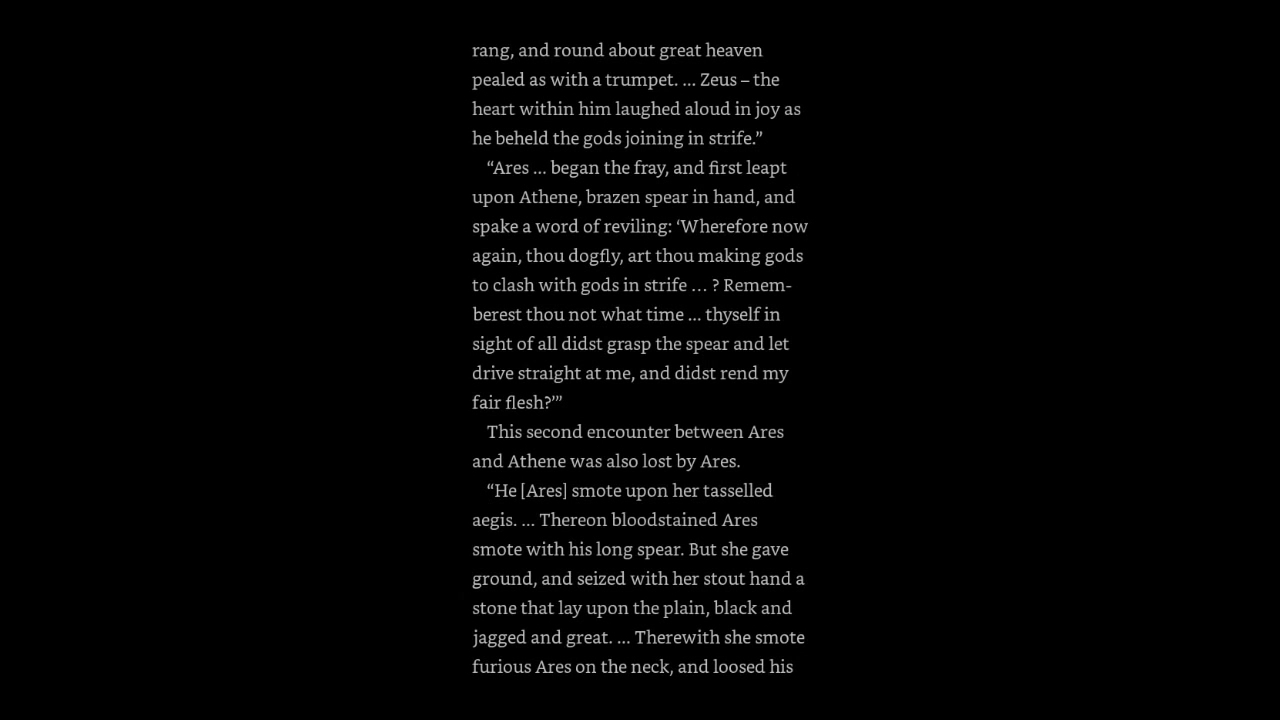 rang, and round about great heaven
pealed as with a trumpet. ... Zeus – the
heart within him laughed aloud in joy as
he beheld the gods joining in strife.”
“Ares ... began the fray, and first leapt
upon Athene, brazen spear in hand, and
spake a word of reviling: ‘Wherefore now
again, thou dogfly, art thou making gods
to clash with gods in strife … ? Remem-
berest thou not what time ... thyself in
sight of all didst grasp the spear and let
drive straight at me, and didst rend my
fair flesh?’”
This second encounter between Ares
and Athene was also lost by Ares.
“He [Ares] smote upon her tasselled
aegis. ... Thereon bloodstained Ares
smote with his long spear. But she gave
ground, and seized with her stout hand a
stone that lay upon the plain, black and
jagged and great. ... Therewith she smote
furious Ares on the neck, and loosed his